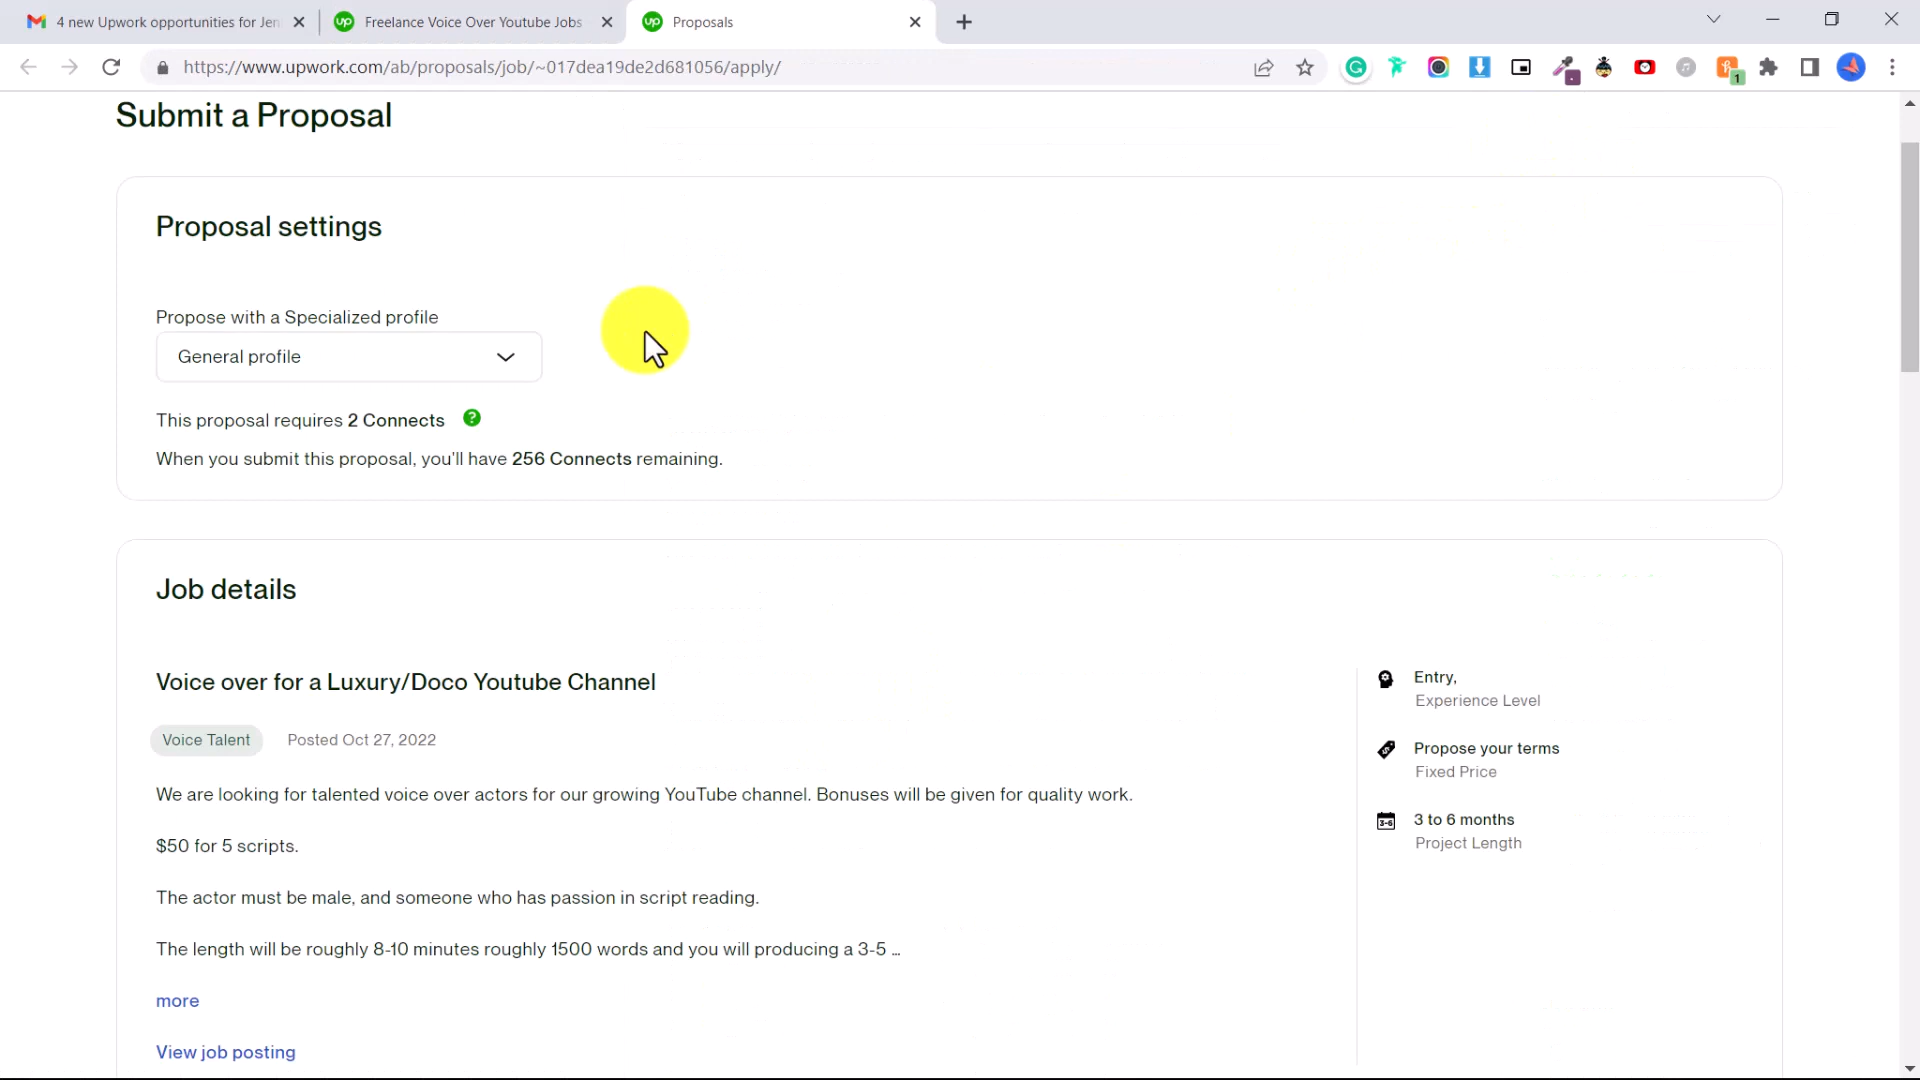 4 new Upwork opportunities for Jen
Freelance Voice Over Youtube Jobs
Proposals
https://www.upwork.com/ab/proposals/job/~017dea19de2d681056/apply/
Submit a Proposal
Proposal settings
Propose with a Specialized profile
General profile
This proposal requires 2 Connects
When you submit this proposal, you'll have 256 Connects remaining.
Job details
Voice over for a Luxury/Doco Youtube Channel
Voice Talent
Posted Oct 27, 2022
We are looking for talented voice over actors for our growing YouTube channel. Bonuses will be given for quality work.
$50 for 5 scripts.
The actor must be male, and someone who has passion in script reading.
The length will be roughly 8-10 minutes roughly 1500 words and you will producing a 3-5 ...
more
View job posting
Entry,
Experience Level
Propose your terms
Fixed Price
3-6
3 to 6 months
Project Length